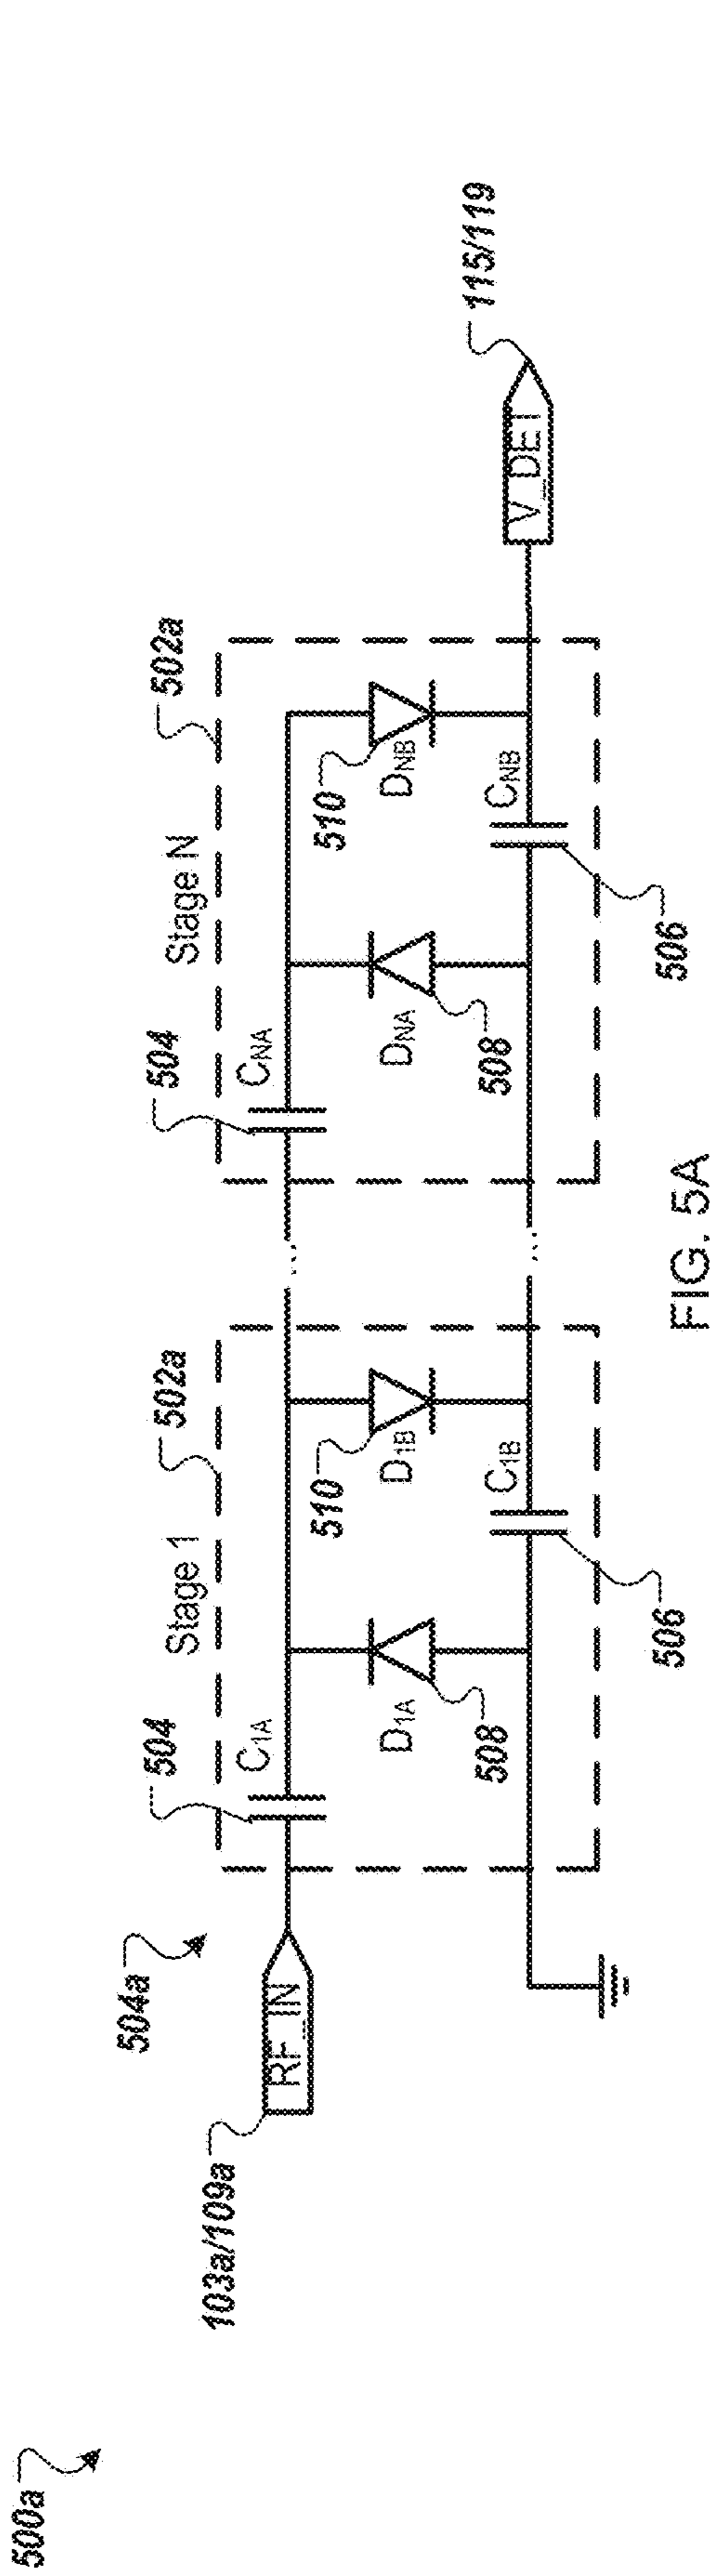 500a
504a
103a/109a
RF_IN
Stage 1
502a
504
C1A
D1A
508
510
D1B
C1B
506
...
...
Stage N
502a
504
CNA
DNA
508
510
DNB
CNB
506
V_DET
115/119
FIG. 5A